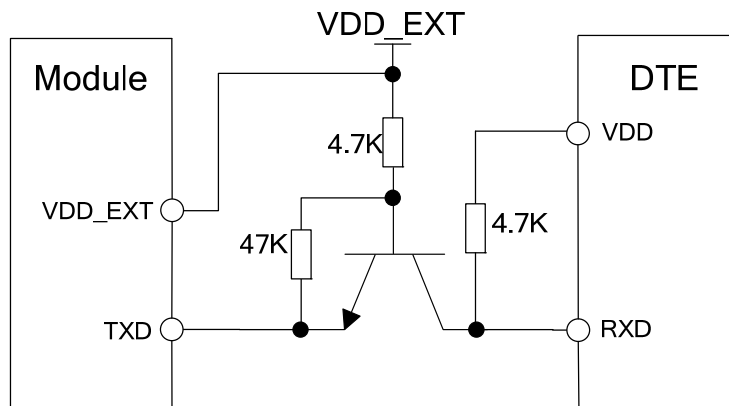 VDD_EXT
Module
DTE
4.7K
VDD
VDD_EXT
47K
4.7K
TXD
RXD